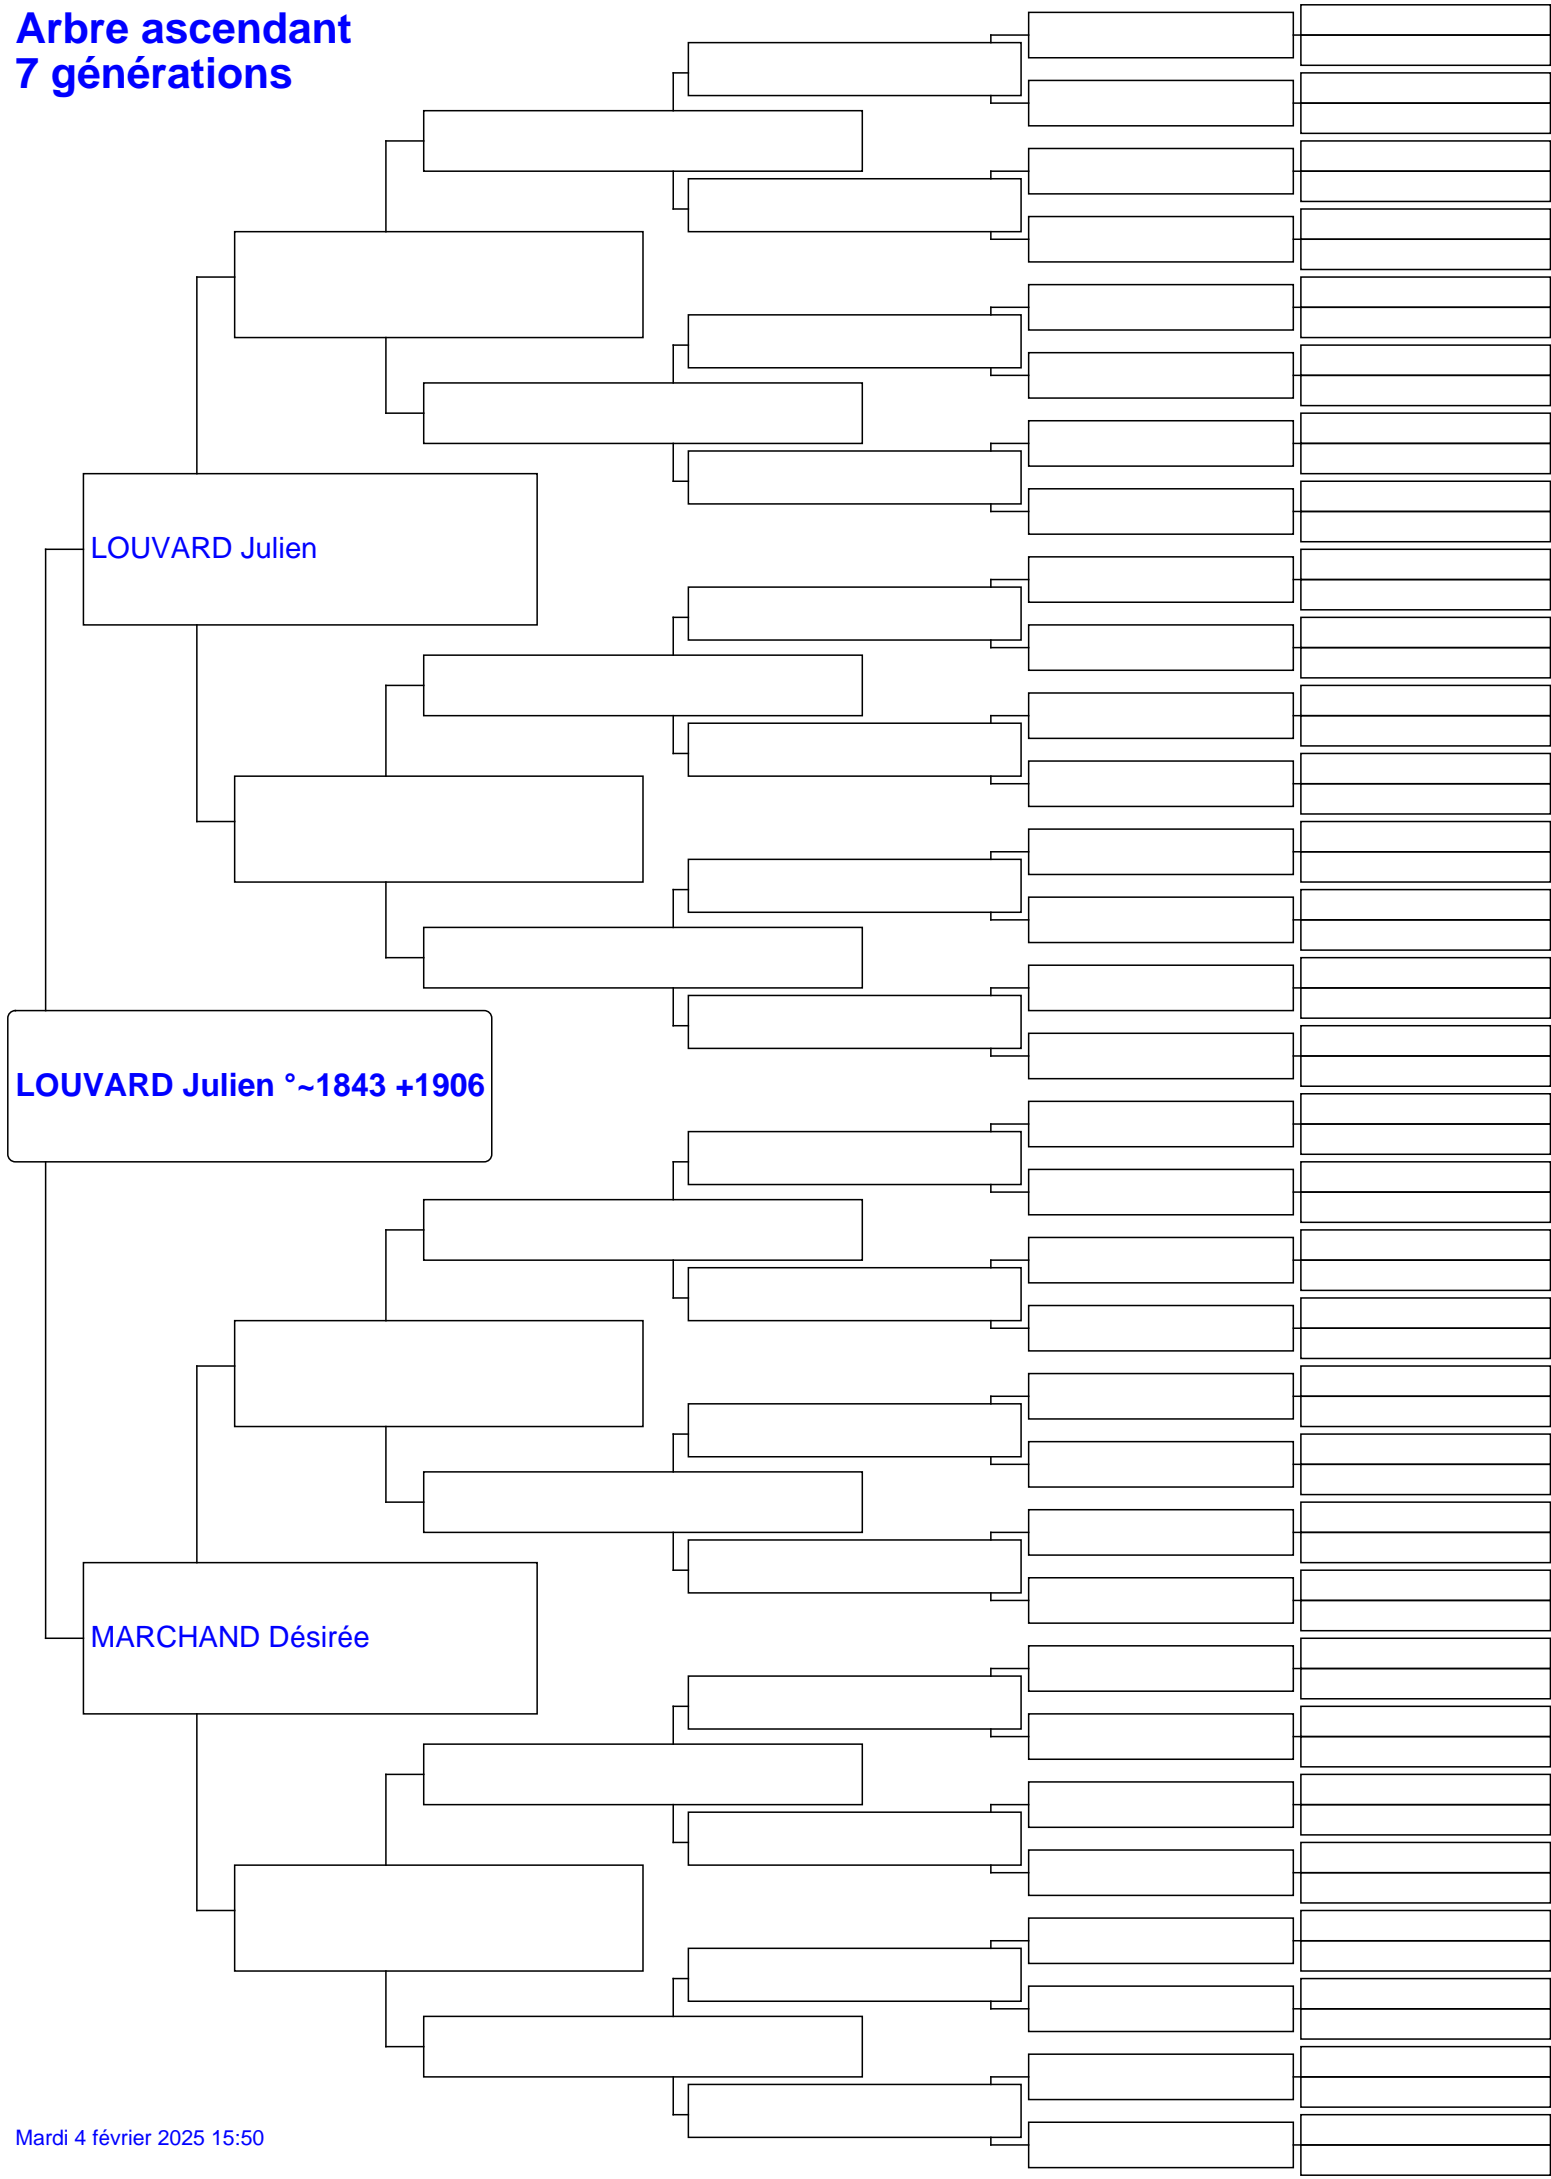 Arbre ascendant
7 générations
LOUVARD Julien
LOUVARD Julien °~1843 +1906
MARCHAND Désirée
Mardi 4 février 2025 15:50